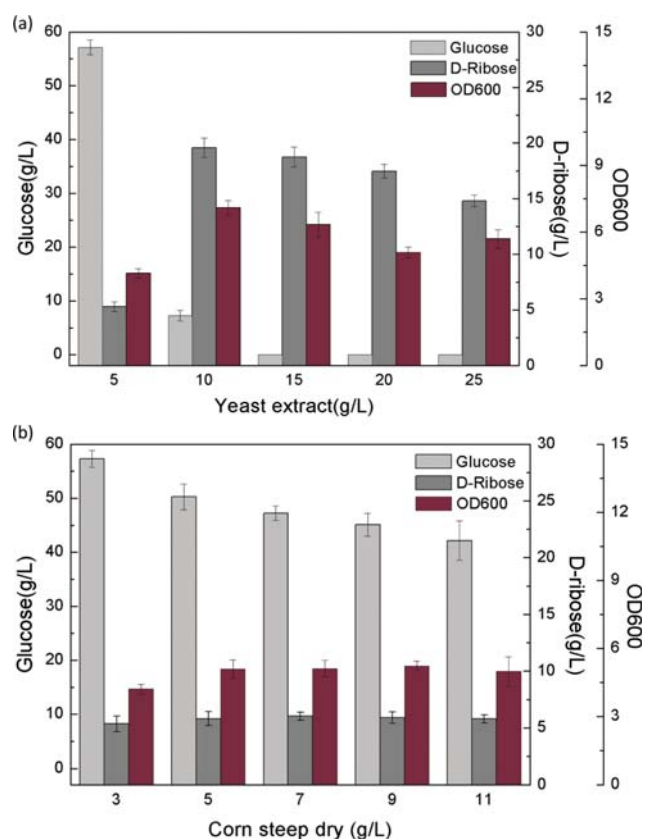 (a)
Glucose
D-Ribose
OD600
Glucose(g/L)
60
50
40
30
20
10
0
30
25
20
15
10
5
0
D-ribose(g/L)
15
12
9
6
3
0
OD600
5 10 15 20 25
Yeast extract(g/L)
(b)
Glucose
D-Ribose
OD600
Glucose(g/L)
60
50
40
30
20
10
0
30
25
20
15
10
5
0
D-ribose(g/L)
15
12
9
6
3
0
OD600
3 5 7 9 11
Corn steep dry (g/L)